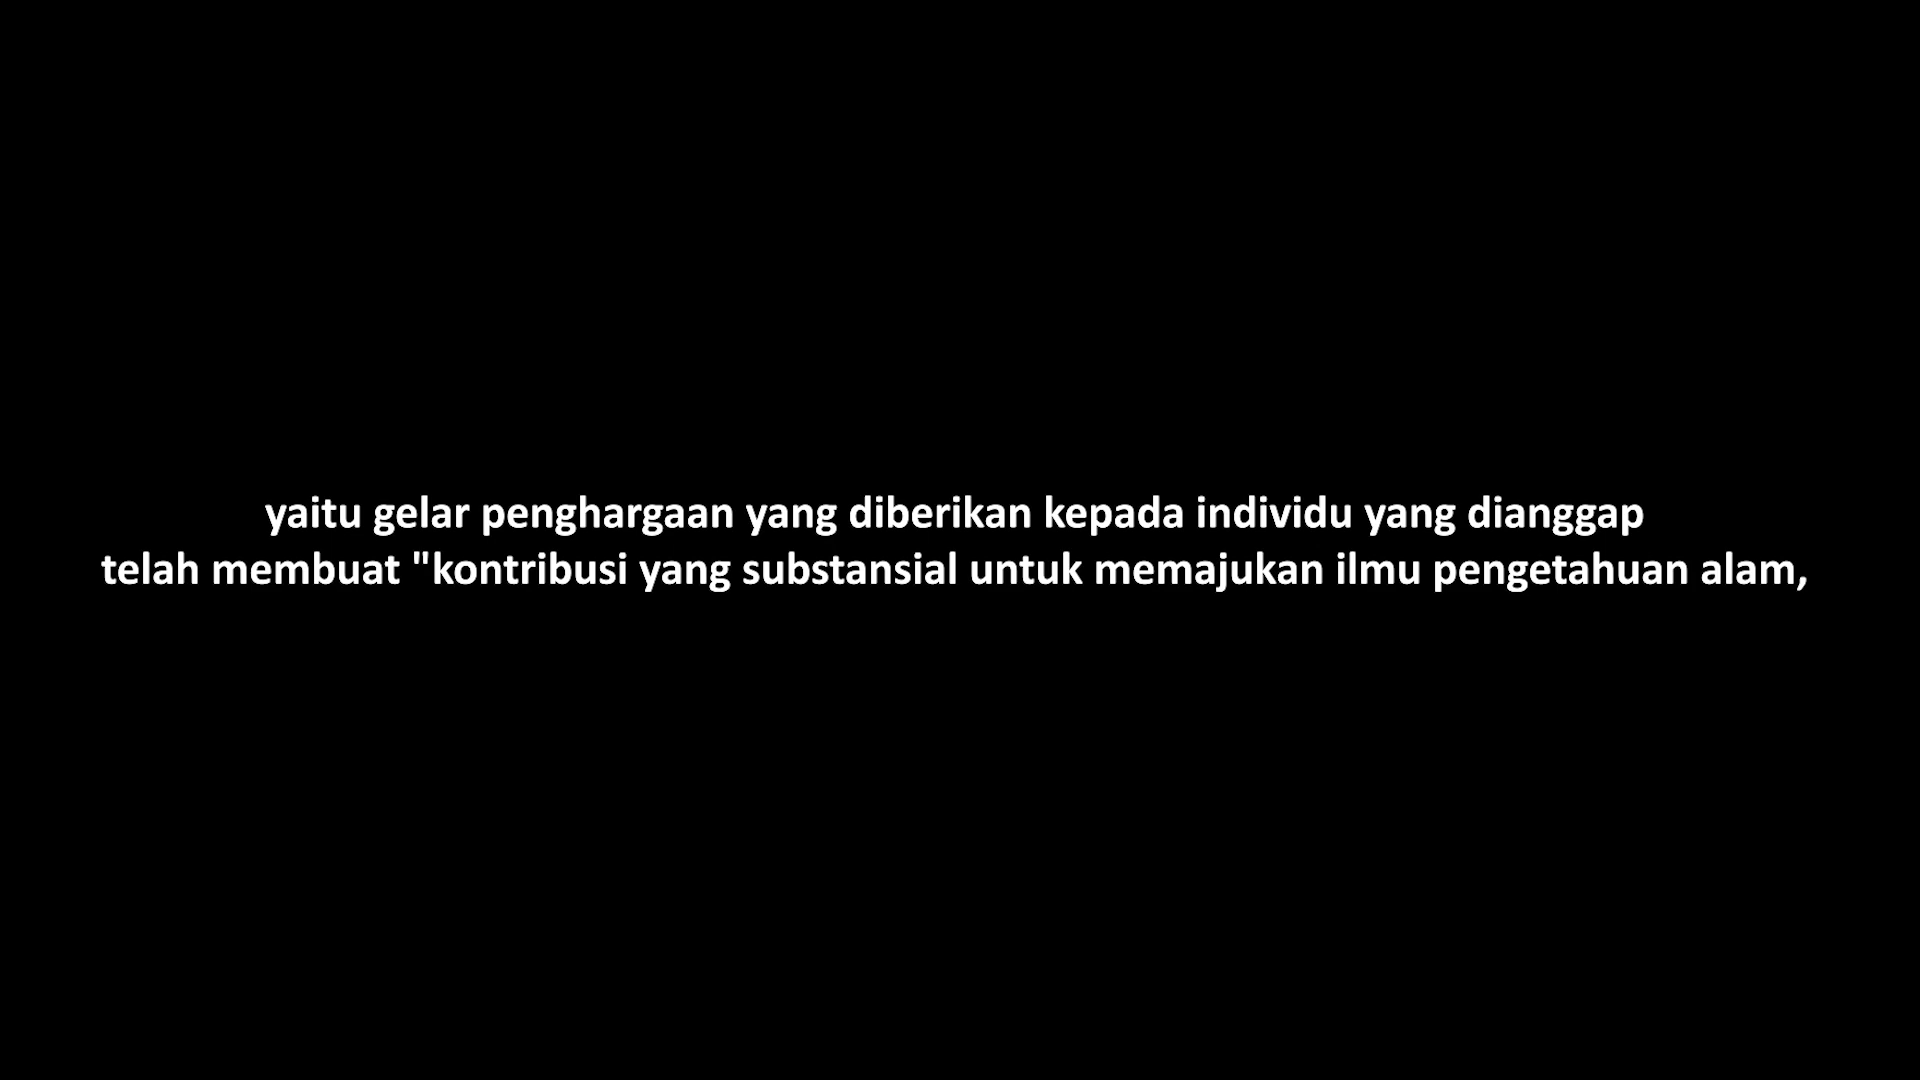 yaitu gelar penghargaan yang diberikan kepada individu yang dianggap
telah membuat "kontribusi yang substansial untuk memajukan ilmu pengetahuan alam,